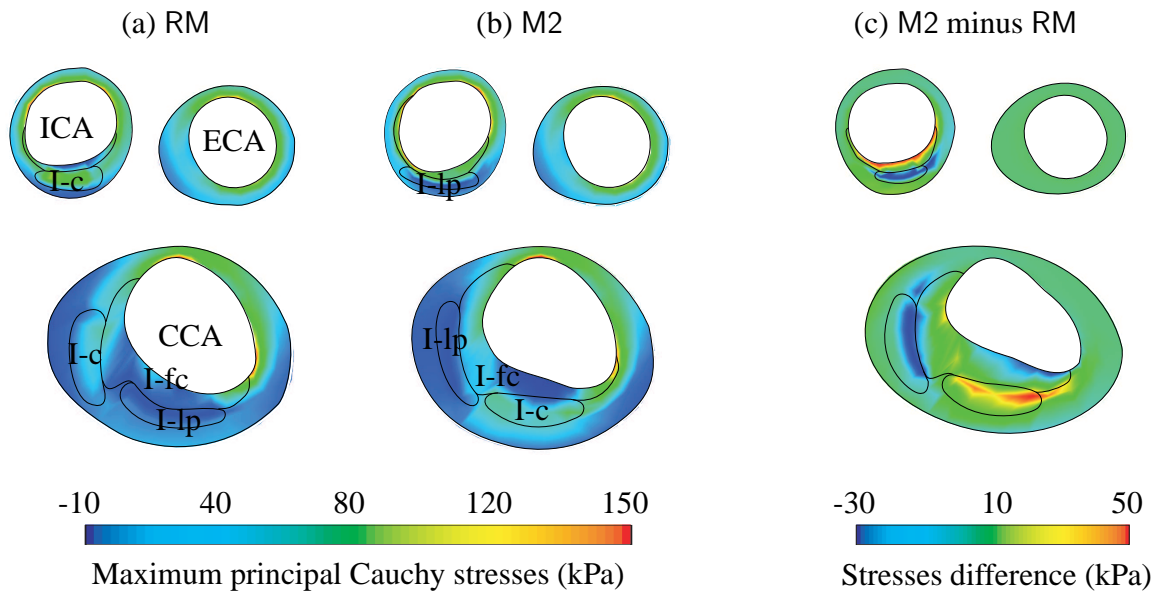 (a) RM (b) M2 (c) M2 minus RM
ICA ECA
I-c I-lp
CCA
I-c I-fc I-lp
I-lp I-fc I-c
-10 40 80 120 150 -30 10 50
Maximum principal Cauchy stresses (kPa) Stresses difference (kPa)